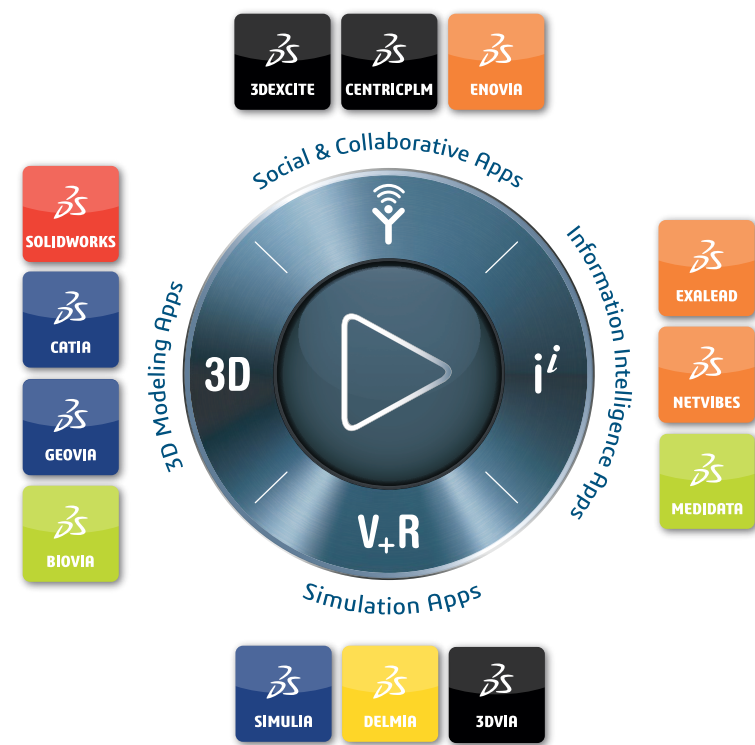 3DEXCITE
CENTRICPLM
ENOVIA
Social & Collaborative Apps
SOLIDWORKS
CATIA
GEOVIA
BIOVIA
3D Modeling Apps
3D
Information Intelligence Apps
iⁱ
EXALEAD
NETVIBES
MEDIDATA
V+R
Simulation Apps
SIMULIA
DELMIA
3DVIA